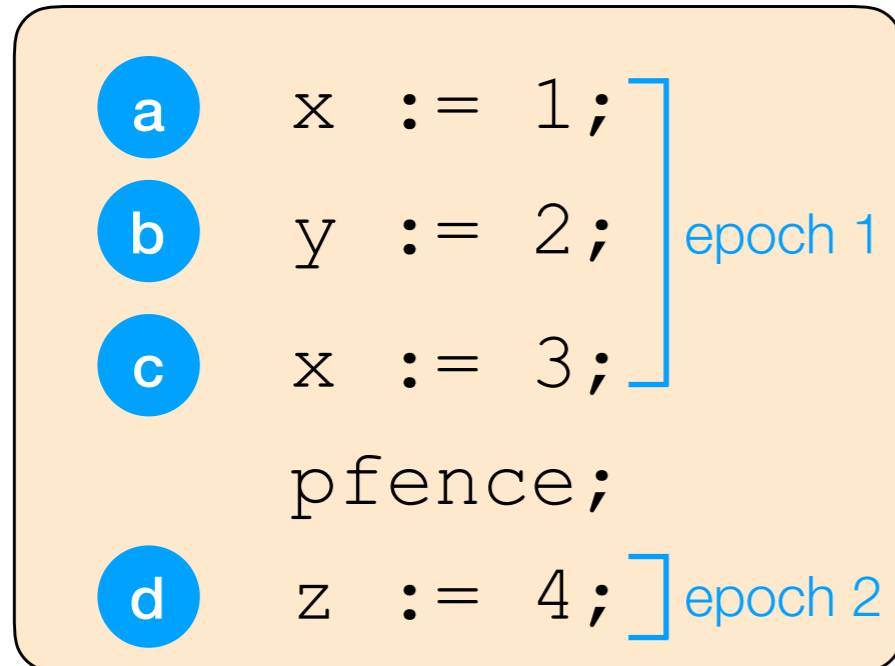 a x := 1;
b y := 2; epoch 1
c x := 3;
pfence;
d z := 4; epoch 2